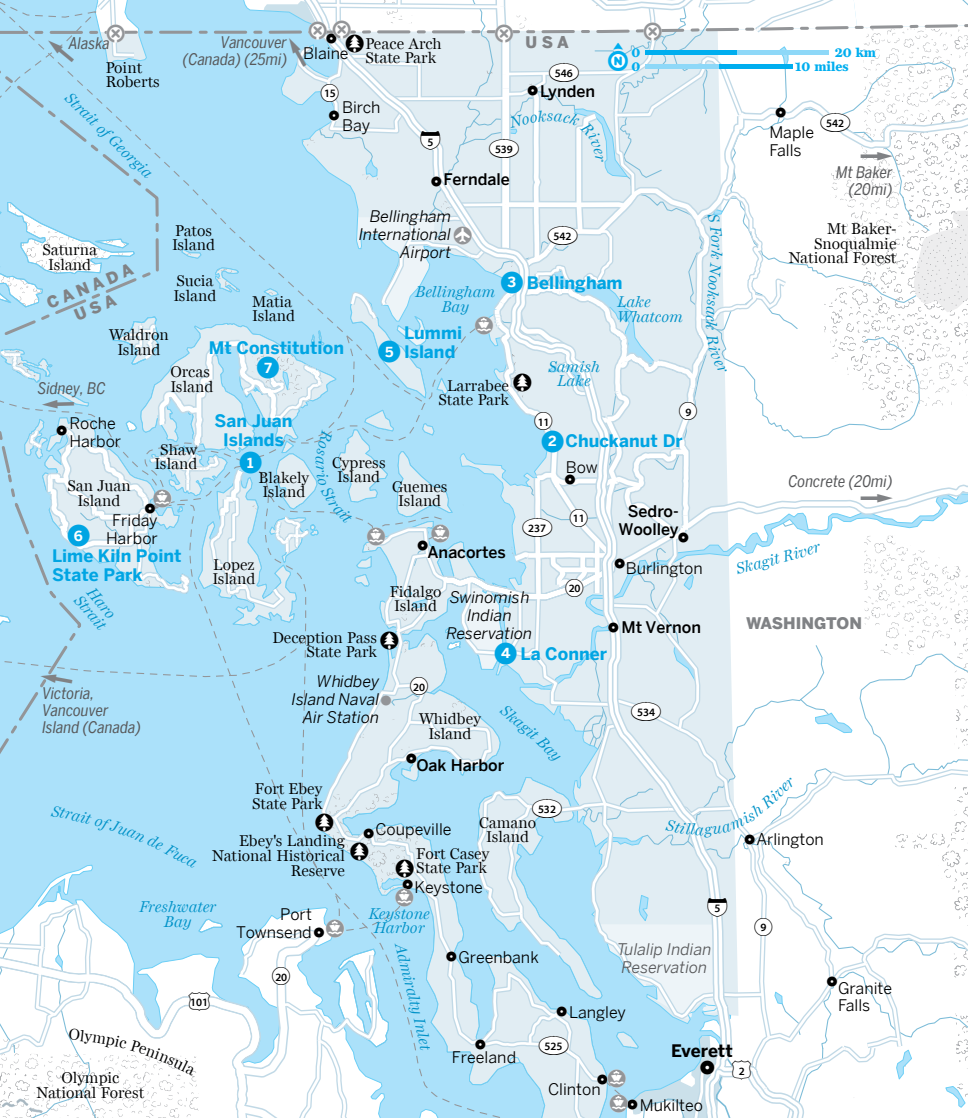 Alaska
Point
Roberts
Vancouver
(Canada) (25mi)
Blaine
Peace Arch
State Park
USA
N
0
20 km
0
10 miles
546
Lynden
15
Birch
Bay
5
539
Nooksack River
Maple
Falls
542
Mt Baker
(20mi)
Strait of Georgia
Ferndale
Bellingham
International
Airport
542
S Fork Nooksack River
Mt Baker-
Snoqualmie
National Forest
Saturna
Island
Patos
Island
CANADA
USA
Sucia
Island
Matia
Island
3
Bellingham
Bellingham
Bay
Lake
Whatcom
Waldron
Island
Mt Constitution
7
5
Lummi
Island
Orcas
Island
Larrabee
State Park
Samish
Lake
Sidney, BC
Roche
Harbor
San Juan
Islands
1
11
9
2
Chuckanut Dr
Shaw
Island
Blakely
Island
Rosario Strait
Cypress
Island
Guemes
Island
Bow
Concrete (20mi)
San Juan
Island
Friday
Harbor
6
Lime Kiln Point
State Park
Lopez
Island
237
11
Sedro-
Woolley
Anacortes
Skagit River
Burlington
20
Haro
Strait
Fidalgo
Island
Swinomish
Indian
Reservation
Mt Vernon
WASHINGTON
Deception Pass
State Park
4
La Conner
Victoria,
Vancouver
Island (Canada)
Whidbey
Island Naval
Air Station
20
Whidbey
Island
Skagit Bay
534
Oak Harbor
Fort Ebey
State Park
Strait of Juan de Fuca
Ebey's Landing
National Historical
Reserve
Coupeville
Camano
Island
532
Stillaguamish River
Arlington
Fort Casey
State Park
Keystone
Keystone
Harbor
Freshwater
Bay
Port
Townsend
5
9
Admiralty Inlet
Greenbank
Tulalip Indian
Reservation
20
101
Granite
Falls
Langley
Olympic Peninsula
Freeland
525
Everett
2
Olympic
National Forest
Clinton
Mukilteo